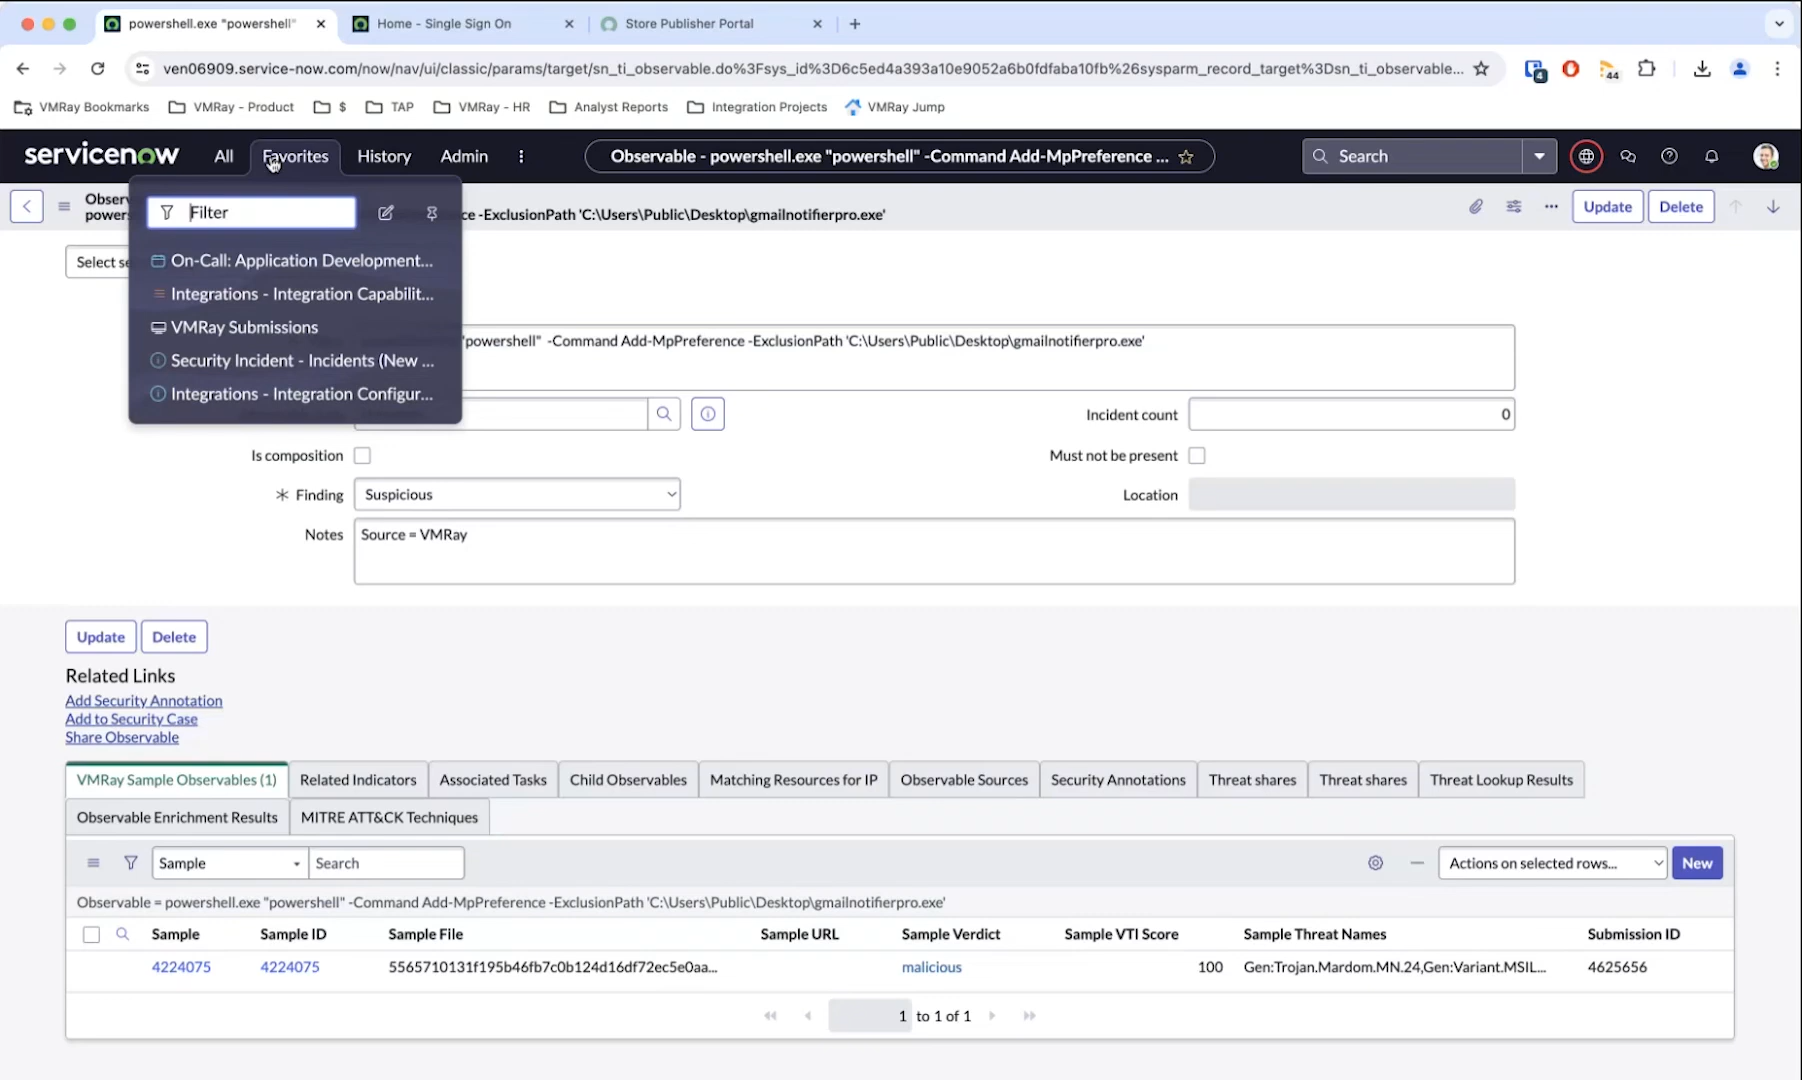 powershell.exe "powershell"
Home - Single Sign On
Store Publisher Portal
ven06909.service-now.com/now/nav/ui/classic/params/target/sn_ti_observable.do%3Fsys_id%3D6c5ed4a393a10e9052a6b0fdfaba10fb%26sysparm_record_target%3Dsn_ti_observable...
4
44
VMRay Bookmarks
VMRay - Product
$
TAP
VMRay - HR
Analyst Reports
Integration Projects
VMRay Jump
servicenow
All
Favorites
History
Admin
Observable - powershell.exe "powershell" -Command Add-MpPreference ...
Search
Obser
powers
ce -ExclusionPath 'C:\Users\Public\Desktop\gmailnotifierpro.exe'
Update
Delete
Filter
Select se
On-Call: Application Development...
Integrations - Integration Capabilit...
VMRay Submissions
Security Incident - Incidents (New ...
Integrations - Integration Configur...
"powershell" -Command Add-MpPreference -ExclusionPath 'C:\Users\Public\Desktop\gmailnotifierpro.exe'
Incident count
0
Is composition
Must not be present
Finding
Suspicious
Location
Notes
Source = VMRay
Update
Delete
Related Links
Add Security Annotation
Add to Security Case
Share Observable
VMRay Sample Observables (1)
Related Indicators
Associated Tasks
Child Observables
Matching Resources for IP
Observable Sources
Security Annotations
Threat shares
Threat shares
Threat Lookup Results
Observable Enrichment Results
MITRE ATT&CK Techniques
Sample
Search
Actions on selected rows...
New
Observable = powershell.exe "powershell" -Command Add-MpPreference -ExclusionPath 'C:\Users\Public\Desktop\gmailnotifierpro.exe'
Sample
Sample ID
Sample File
Sample URL
Sample Verdict
Sample VTI Score
Sample Threat Names
Submission ID
4224075
4224075
5565710131f195b46fb7c0b124d16df72ec5e0aa...
malicious
100
Gen:Trojan.Mardom.MN.24,Gen:Variant.MSIL...
4625656
1 to 1 of 1